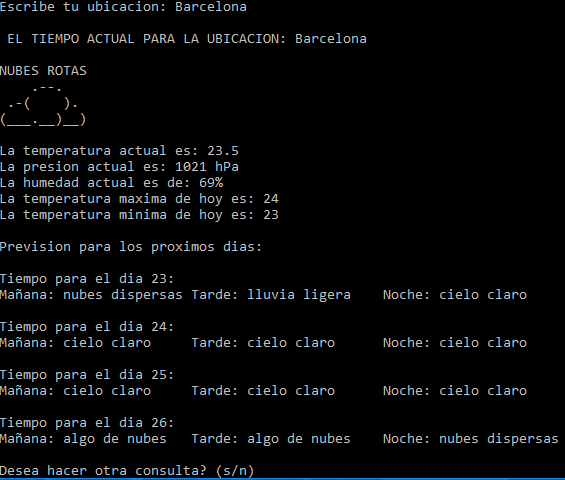 Escribe tu ubicacion: Barcelona
EL TIEMPO ACTUAL PARA LA UBICACION: Barcelona
NUBES ROTAS
.--.
.-(    ).
(___.__)__)
La temperatura actual es: 23.5
La presion actual es: 1021 hPa
La humedad actual es de: 69%
La temperatura maxima de hoy es: 24
La temperatura minima de hoy es: 23
Prevision para los proximos dias:
Tiempo para el dia 23:
Mañana: nubes dispersas Tarde: lluvia ligera    Noche: cielo claro
Tiempo para el dia 24:
Mañana: cielo claro     Tarde: cielo claro      Noche: cielo claro
Tiempo para el dia 25:
Mañana: cielo claro     Tarde: cielo claro      Noche: cielo claro
Tiempo para el dia 26:
Mañana: algo de nubes   Tarde: algo de nubes    Noche: nubes dispersas
Desea hacer otra consulta? (s/n)